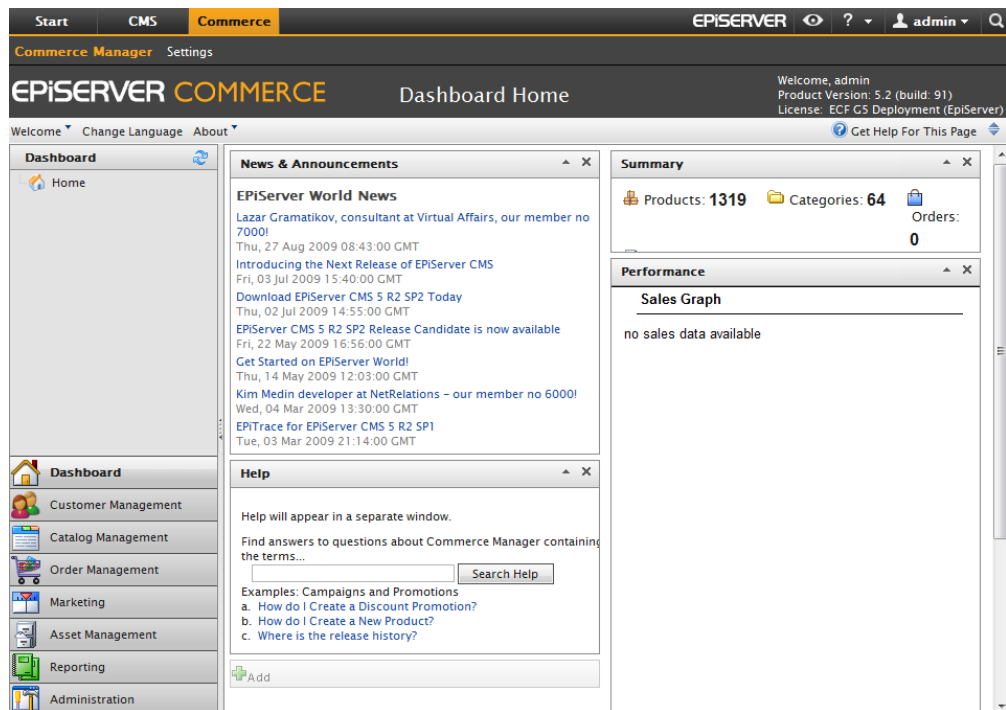 Start CMS Commerce EPiSERVER ? admin
Commerce Manager Settings
EPiSERVER COMMERCE
Dashboard Home
Welcome, admin
Product Version: 5.2 (build: 91)
License: ECF G5 Deployment (EpiServer)
Welcome Change Language About Get Help For This Page
Dashboard
Home
Dashboard
Customer Management
Catalog Management
Order Management
Marketing
Asset Management
Reporting
Administration
News & Announcements
EPiServer World News
Lazar Gramatikov, consultant at Virtual Affairs, our member no
7000!
Thu, 27 Aug 2009 08:43:00 GMT
Introducing the Next Release of EPiServer CMS
Fri, 03 Jul 2009 15:40:00 GMT
Download EPiServer CMS 5 R2 SP2 Today
Thu, 02 Jul 2009 14:55:00 GMT
EPiServer CMS 5 R2 SP2 Release Candidate is now available
Fri, 22 May 2009 16:56:00 GMT
Get Started on EPiServer World!
Thu, 14 May 2009 12:03:00 GMT
Kim Medin developer at NetRelations – our member no 6000!
Wed, 04 Mar 2009 13:30:00 GMT
EPiTrace for EPiServer CMS 5 R2 SP1
Tue, 03 Mar 2009 21:14:00 GMT
Help
Help will appear in a separate window.
Find answers to questions about Commerce Manager containing
the terms...
Search Help
Examples: Campaigns and Promotions
a. How do I Create a Discount Promotion?
b. How do I Create a New Product?
c. Where is the release history?
Add
Summary
Products: 1319 Categories: 64 Orders:
0
Performance
Sales Graph
no sales data available